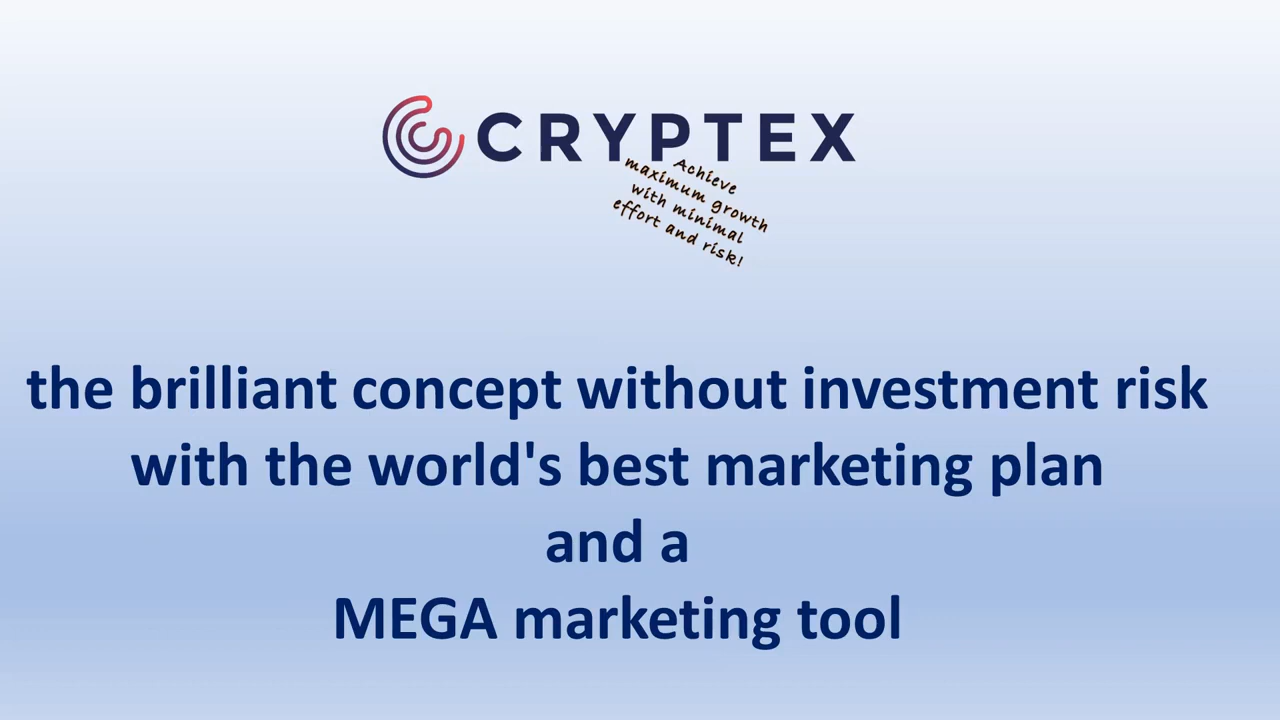 CRYPTEX
Achieve
maximum growth
with minimal
effort and risk!
the brilliant concept without investment risk
with the world's best marketing plan
and a
MEGA marketing tool